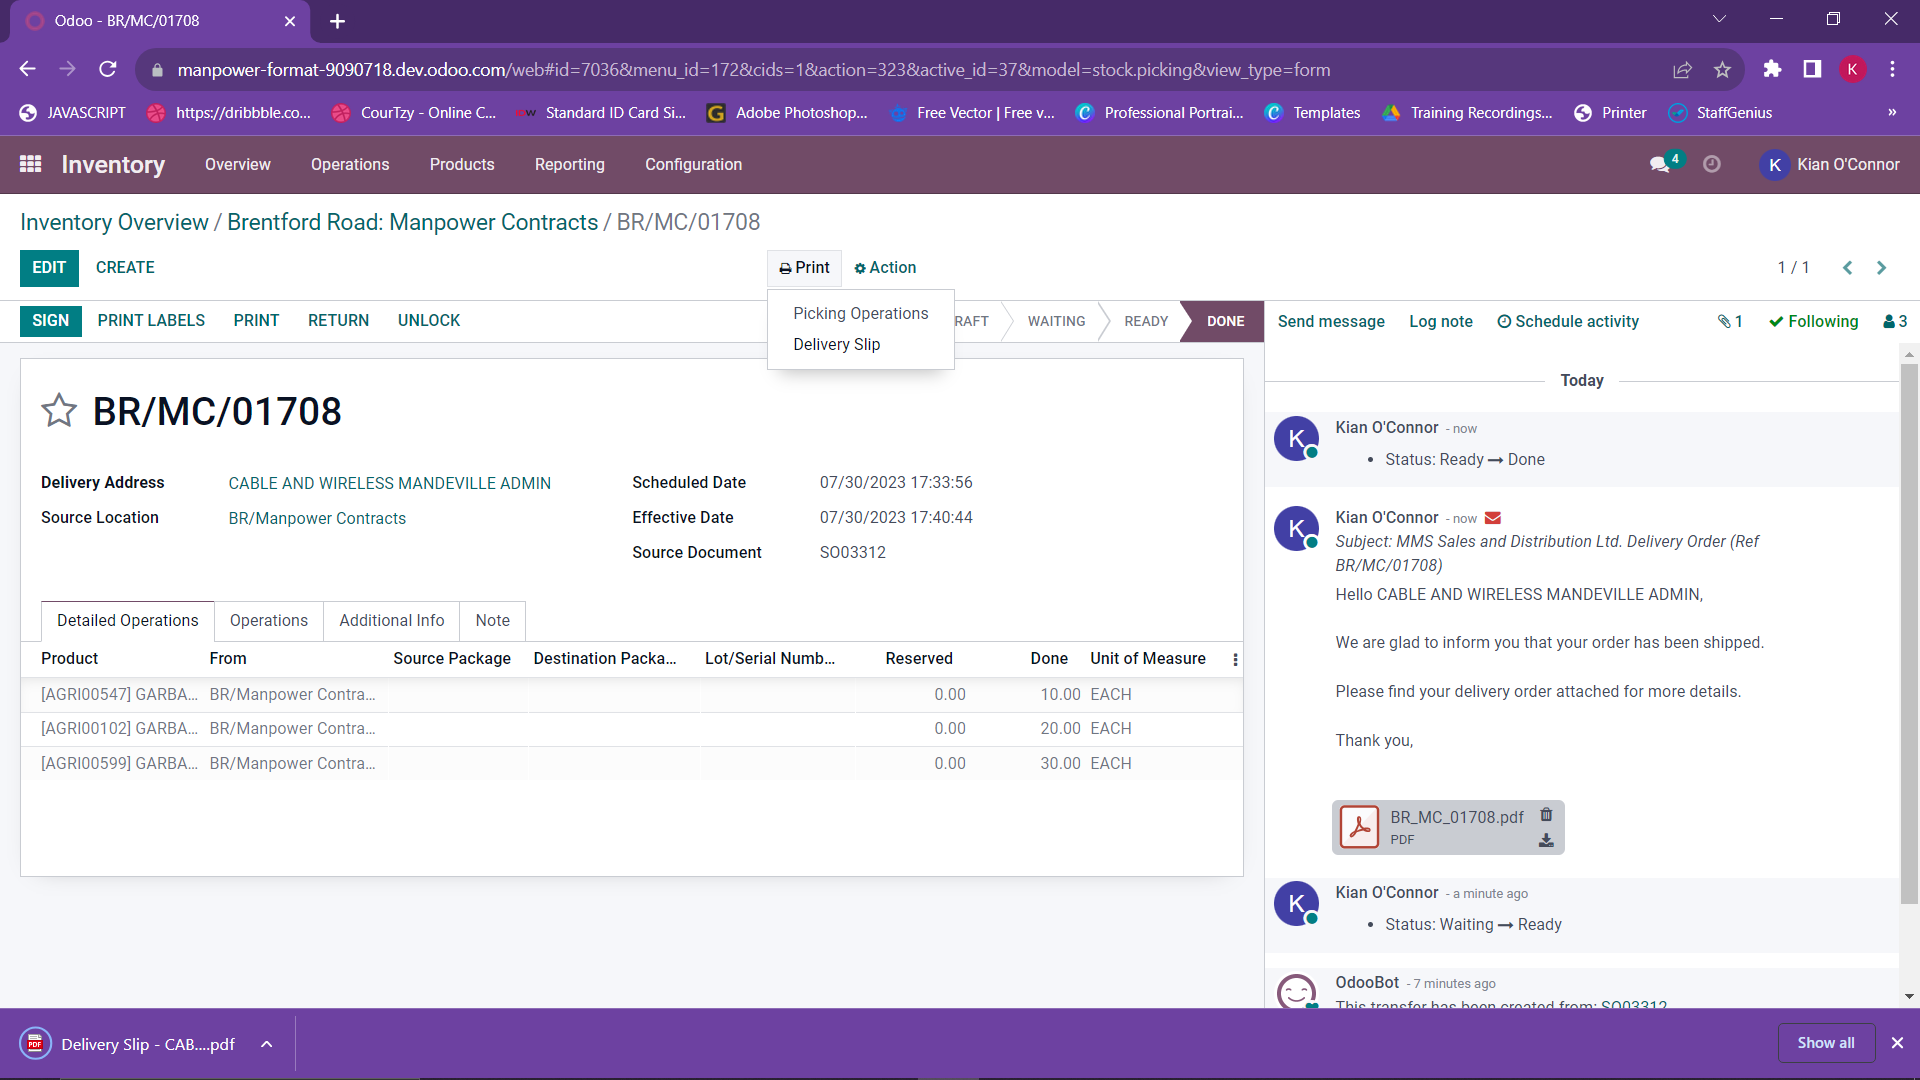 Odoo - BR/MC/01708
manpower-format-9090718.dev.odoo.com/web#id=7036&menu_id=172&cids=1&action=323&active_id=37&model=stock.picking&view_type=form
K
JAVASCRIPT https://dribbble.co... CourTzy - Online C... Standard ID Card Si... Adobe Photoshop... Free Vector | Free v... Professional Portrai... Templates Training Recordings... Printer StaffGenius »
Inventory Overview Operations Products Reporting Configuration 4 K Kian O'Connor
Inventory Overview / Brentford Road: Manpower Contracts / BR/MC/01708
EDIT CREATE Print Action 1 / 1
Picking Operations
Delivery Slip
SIGN PRINT LABELS PRINT RETURN UNLOCK RAFT WAITING READY DONE
Send message Log note Schedule activity 1 Following 3
BR/MC/01708
Delivery Address CABLE AND WIRELESS MANDEVILLE ADMIN
Source Location BR/Manpower Contracts
Scheduled Date 07/30/2023 17:33:56
Effective Date 07/30/2023 17:40:44
Source Document SO03312
Detailed Operations Operations Additional Info Note
Product From Source Package Destination Packa... Lot/Serial Numb... Reserved Done Unit of Measure
[AGRI00547] GARBA... BR/Manpower Contra... 0.00 10.00 EACH
[AGRI00102] GARBA... BR/Manpower Contra... 0.00 20.00 EACH
[AGRI00599] GARBA... BR/Manpower Contra... 0.00 30.00 EACH
Today
K Kian O'Connor - now
• Status: Ready → Done
K Kian O'Connor - now
Subject: MMS Sales and Distribution Ltd. Delivery Order (Ref
BR/MC/01708)
Hello CABLE AND WIRELESS MANDEVILLE ADMIN,
We are glad to inform you that your order has been shipped.
Please find your delivery order attached for more details.
Thank you,
BR_MC_01708.pdf
PDF
K Kian O'Connor - a minute ago
• Status: Waiting → Ready
OdooBot - 7 minutes ago
This transfer has been created from: SO03312
PDF Delivery Slip - CAB....pdf
Show all